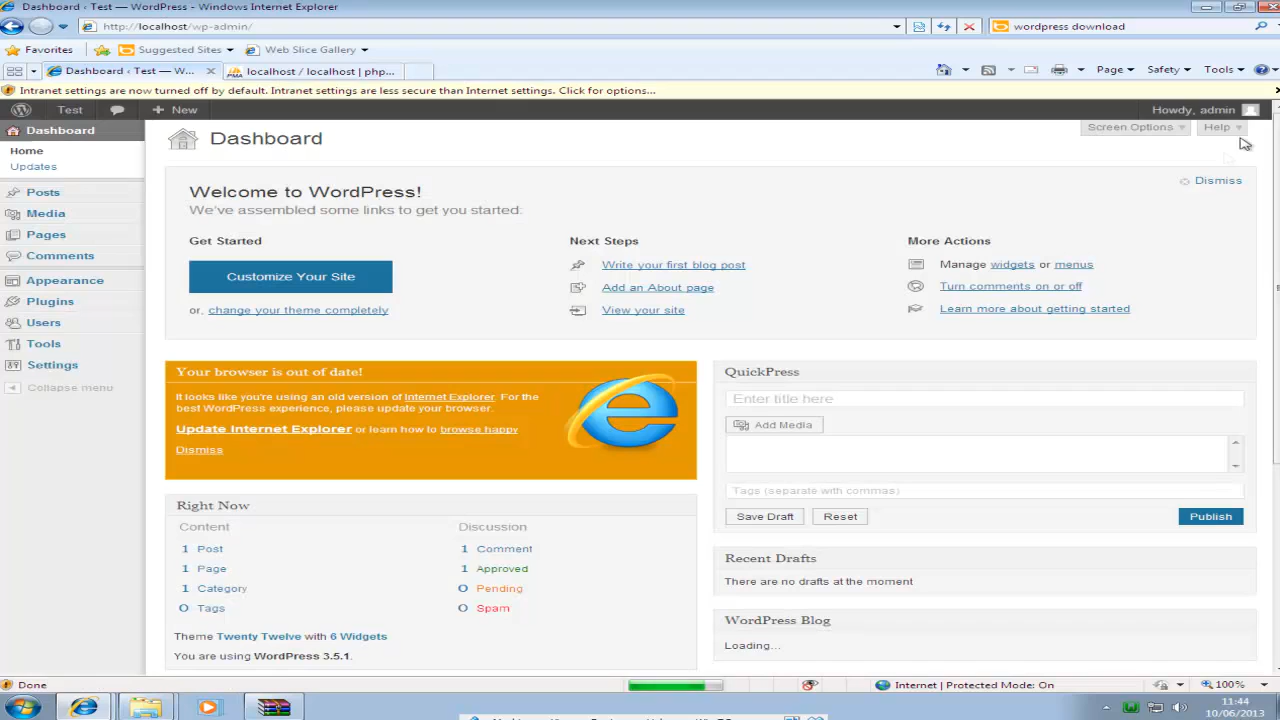 Dashboard ‹ Test — WordPress - Windows Internet Explorer
http://localhost/wp-admin/
wordpress download
Favorites
Suggested Sites
Web Slice Gallery
Dashboard ‹ Test — W...
localhost / localhost | php...
Page
Safety
Tools
Intranet settings are now turned off by default. Intranet settings are less secure than Internet settings. Click for options...
Test
New
Howdy, admin
Dashboard
Home
Updates
Posts
Media
Pages
Comments
Appearance
Plugins
Users
Tools
Settings
Collapse menu
Dashboard
Screen Options
Help
Welcome to WordPress!
We've assembled some links to get you started:
Dismiss
Get Started
Customize Your Site
or, change your theme completely
Next Steps
Write your first blog post
Add an About page
View your site
More Actions
Manage widgets or menus
Turn comments on or off
Learn more about getting started
Your browser is out of date!
It looks like you're using an old version of Internet Explorer. For the
best WordPress experience, please update your browser.
Update Internet Explorer or learn how to browse happy
Dismiss
Right Now
Content
1 Post
1 Page
1 Category
0 Tags
Discussion
1 Comment
1 Approved
0 Pending
0 Spam
Theme Twenty Twelve with 6 Widgets
You are using WordPress 3.5.1.
QuickPress
Enter title here
Add Media
Tags (separate with commas)
Save Draft
Reset
Publish
Recent Drafts
There are no drafts at the moment
WordPress Blog
Loading...
Done
Internet | Protected Mode: On
100%
11:44
10/06/2013